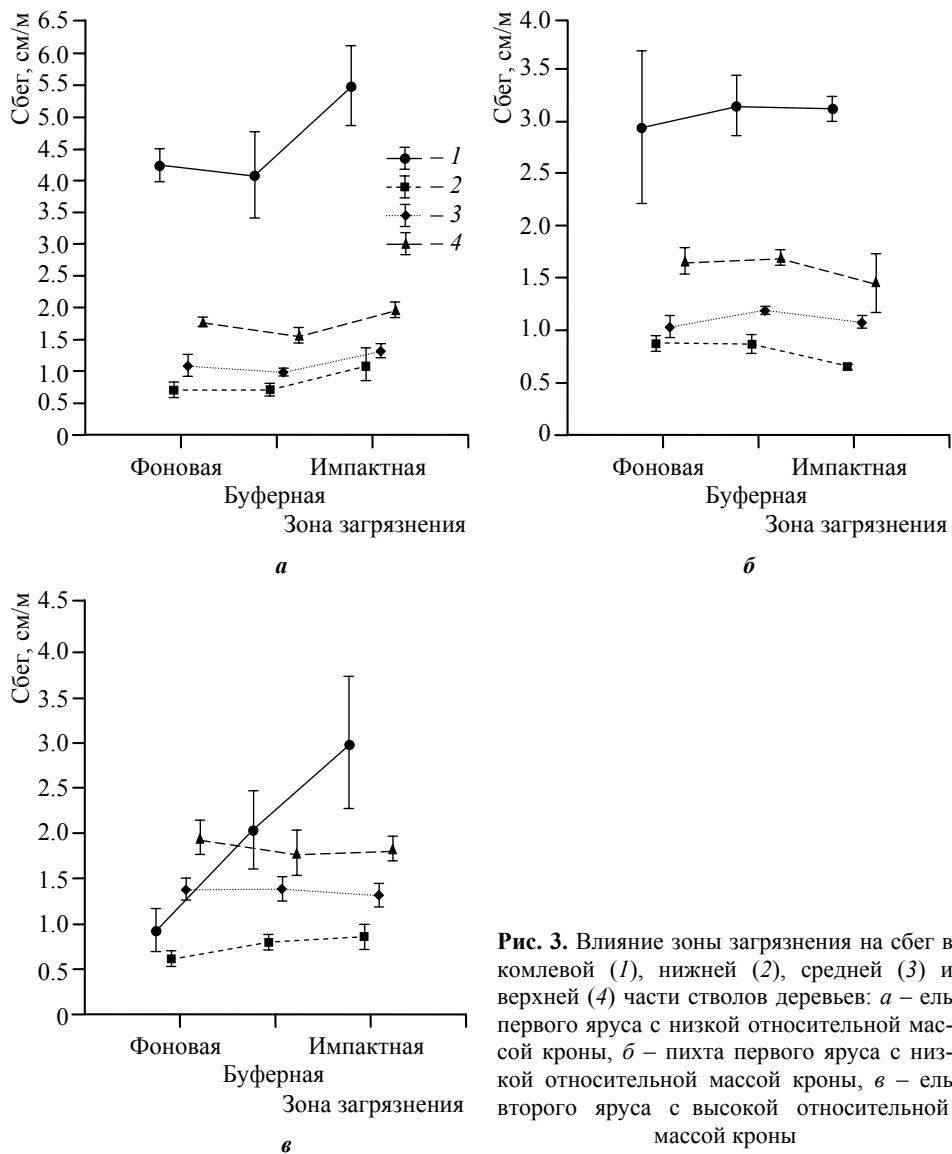 Сбег, см/м
6.5
6.0
5.5
5.0
4.5
4.0
3.5
3.0
2.5
2.0
1.5
1.0
0.5
0
– 1
– 2
– 3
– 4
Фоновая Импактная
Буферная
Зона загрязнения
а
Сбег, см/м
4.0
3.5
3.0
2.5
2.0
1.5
1.0
0.5
0
Фоновая Импактная
Буферная
Зона загрязнения
б
Сбег, см/м
4.5
4.0
3.5
3.0
2.5
2.0
1.5
1.0
0.5
0
Фоновая Импактная
Буферная
Зона загрязнения
в
Рис. 3. Влияние зоны загрязнения на сбег в
комлевой (1), нижней (2), средней (3) и
верхней (4) части стволов деревьев: а – ель
первого яруса с низкой относительной мас-
сой кроны, б – пихта первого яруса с низ-
кой относительной массой кроны, в – ель
второго яруса с высокой относительной
массой кроны